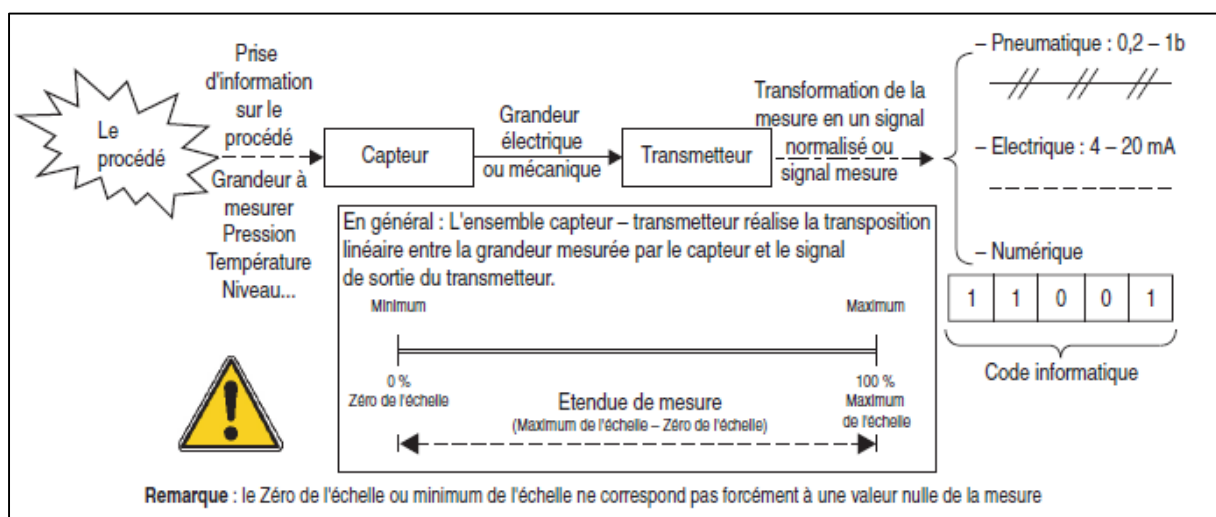 Le
procédé
Prise
d'information
sur le
procédé
Grandeur à
mesurer
Pression
Température
Niveau...
Capteur
Grandeur
électrique
ou mécanique
Transmetteur
Transformation de la
mesure en un signal
normalisé ou
signal mesure
– Pneumatique : 0,2 – 1b
– Electrique : 4 – 20 mA
– Numérique
1 1 0 0 1
Code informatique
En général : L'ensemble capteur – transmetteur réalise la transposition
linéaire entre la grandeur mesurée par le capteur et le signal
de sortie du transmetteur.
Minimum
Maximum
0 %
Zéro de l'échelle
100 %
Maximum
de l'échelle
Etendue de mesure
(Maximum de l'échelle – Zéro de l'échelle)
Remarque : le Zéro de l'échelle ou minimum de l'échelle ne correspond pas forcément à une valeur nulle de la mesure